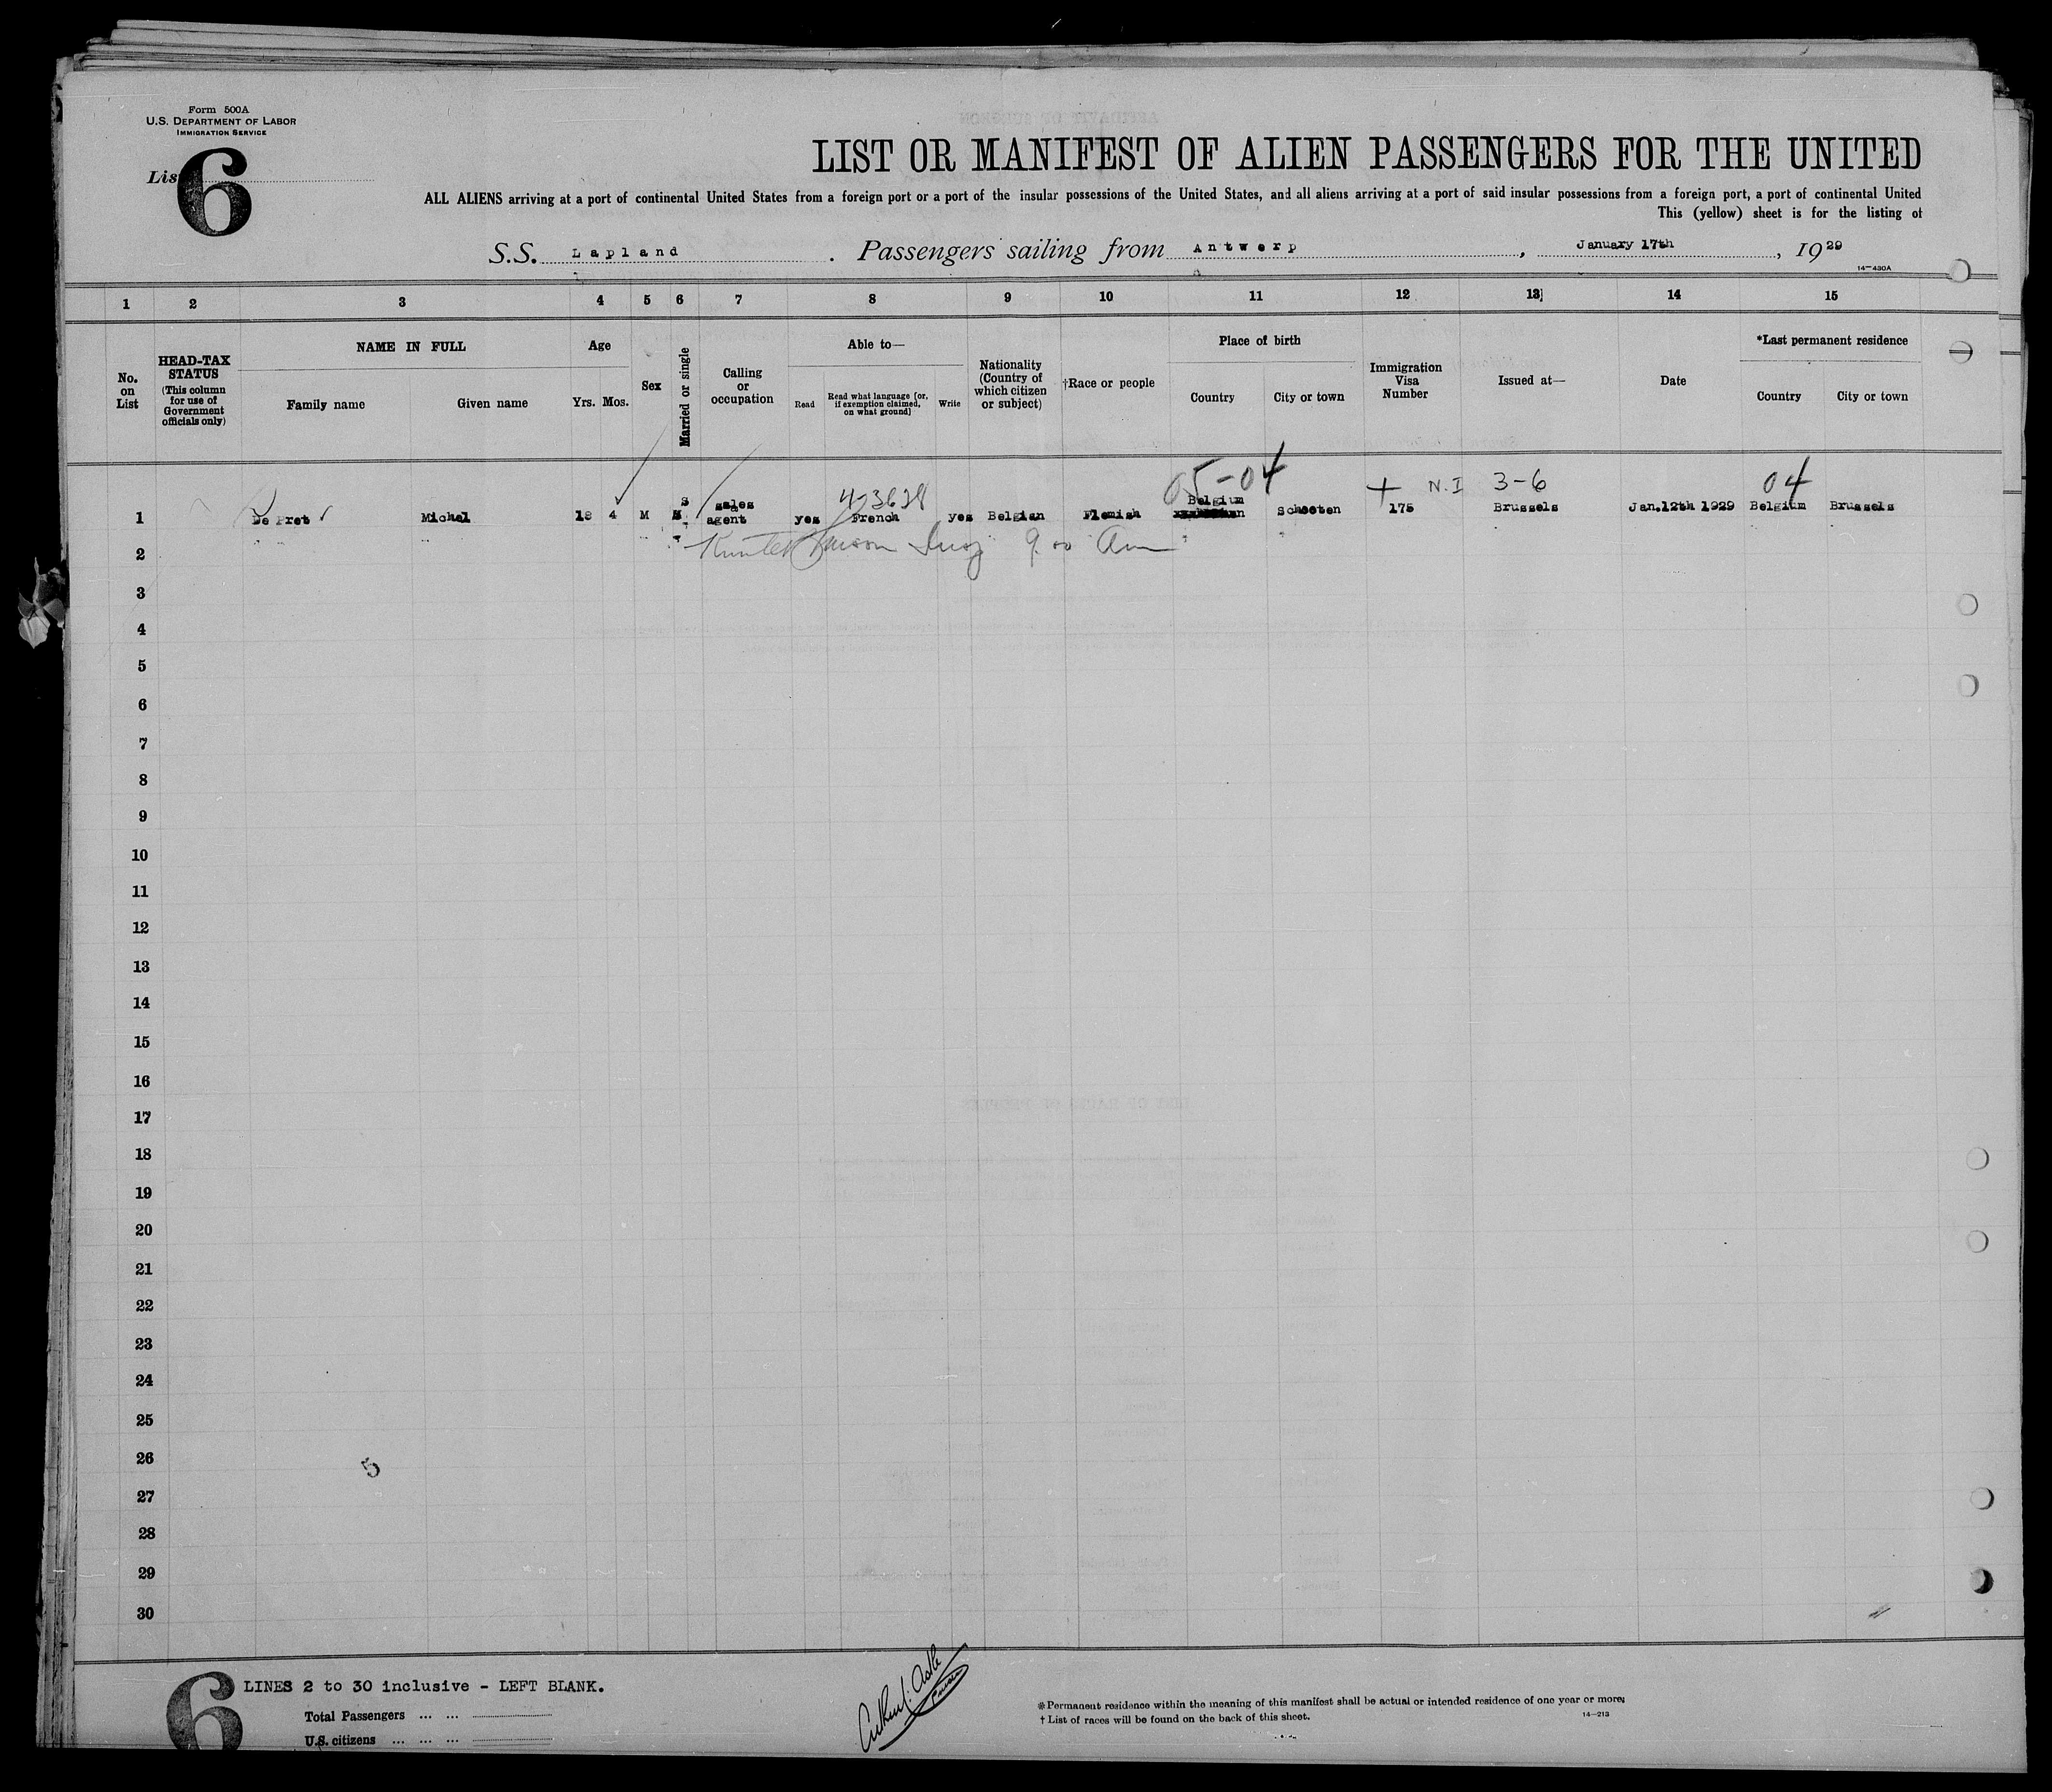 Form 500A
U.S. DEPARTMENT OF LABOR
IMMIGRATION SERVICE
List 6
LIST OR MANIFEST OF ALIEN PASSENGERS FOR THE UNITED
ALL ALIENS arriving at a port of continental United States from a foreign port or a port of the insular possessions of the United States, and all aliens arriving at a port of said insular possessions from a foreign port, a port of continental United
This (yellow) sheet is for the listing of
S.S. Lapland. Passengers sailing from Antwerp, January 17th, 1929
14—430A
1 2 3 4 5 6 7 8 9 10 11 12 13 14 15
No. on List
HEAD-TAX STATUS (This column for use of Government officials only)
NAME IN FULL
Family name Given name
Age
Yrs. Mos.
Sex
Married or single
Calling or occupation
Able to—
Read Read what language [or, if exemption claimed, on what ground] Write
Nationality (Country of which citizen or subject)
†Race or people
Place of birth
Country City or town
Immigration Visa Number
Issued at—
Date
*Last permanent residence
Country City or town
05-04 + N.I 3-6 04
S sales Belgium
1 De Pret Michel 18 4 M agent yes French yes Belgian Flemish Schooten 175 Brussels Jan.12th 1929 Belgium Brussels
2 9.00 am
3
4
5
6
7
8
9
10
11
12
13
14
15
16
17
18
19
20
21
22
23
24
25
26
5
27
28
29
30
6
LINES 2 to 30 inclusive - LEFT BLANK.
Total Passengers ... ...
U.S. citizens ... ... ...
*Permanent residence within the meaning of this manifest shall be actual or intended residence of one year or more.
†List of races will be found on the back of this sheet.
14—213